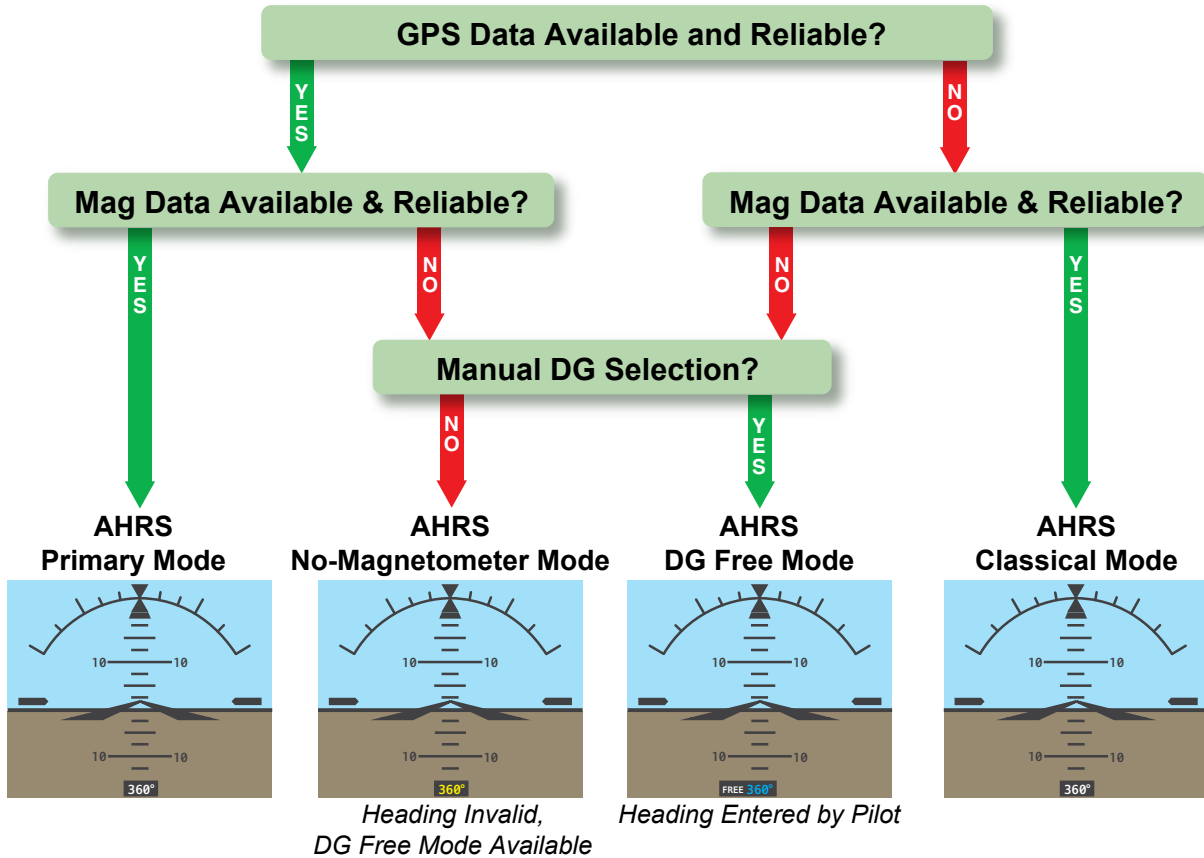 GPS Data Available and Reliable?
YES
NO
Mag Data Available & Reliable?
Mag Data Available & Reliable?
YES
NO
NO
YES
Manual DG Selection?
NO
YES
AHRS
Primary Mode
AHRS
No-Magnetometer Mode
AHRS
DG Free Mode
AHRS
Classical Mode
10 10
10 10
360°
10 10
10 10
360°
10 10
10 10
FREE 360°
10 10
10 10
360°
Heading Invalid,
DG Free Mode Available
Heading Entered by Pilot